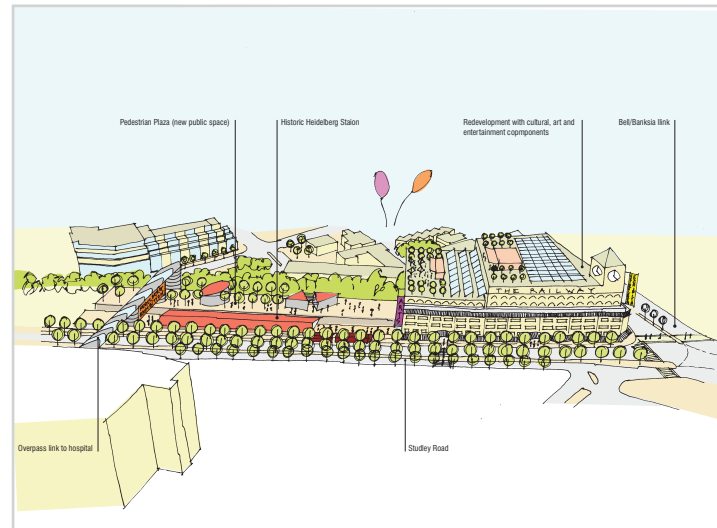 Pedestrian Plaza (new public space)
Historic Heidelberg Staion
Redevelopment with cultural, art and
entertainment copmponents
Bell/Banksia llink
THE RAILWAY
Overpass link to hospital
Studley Road